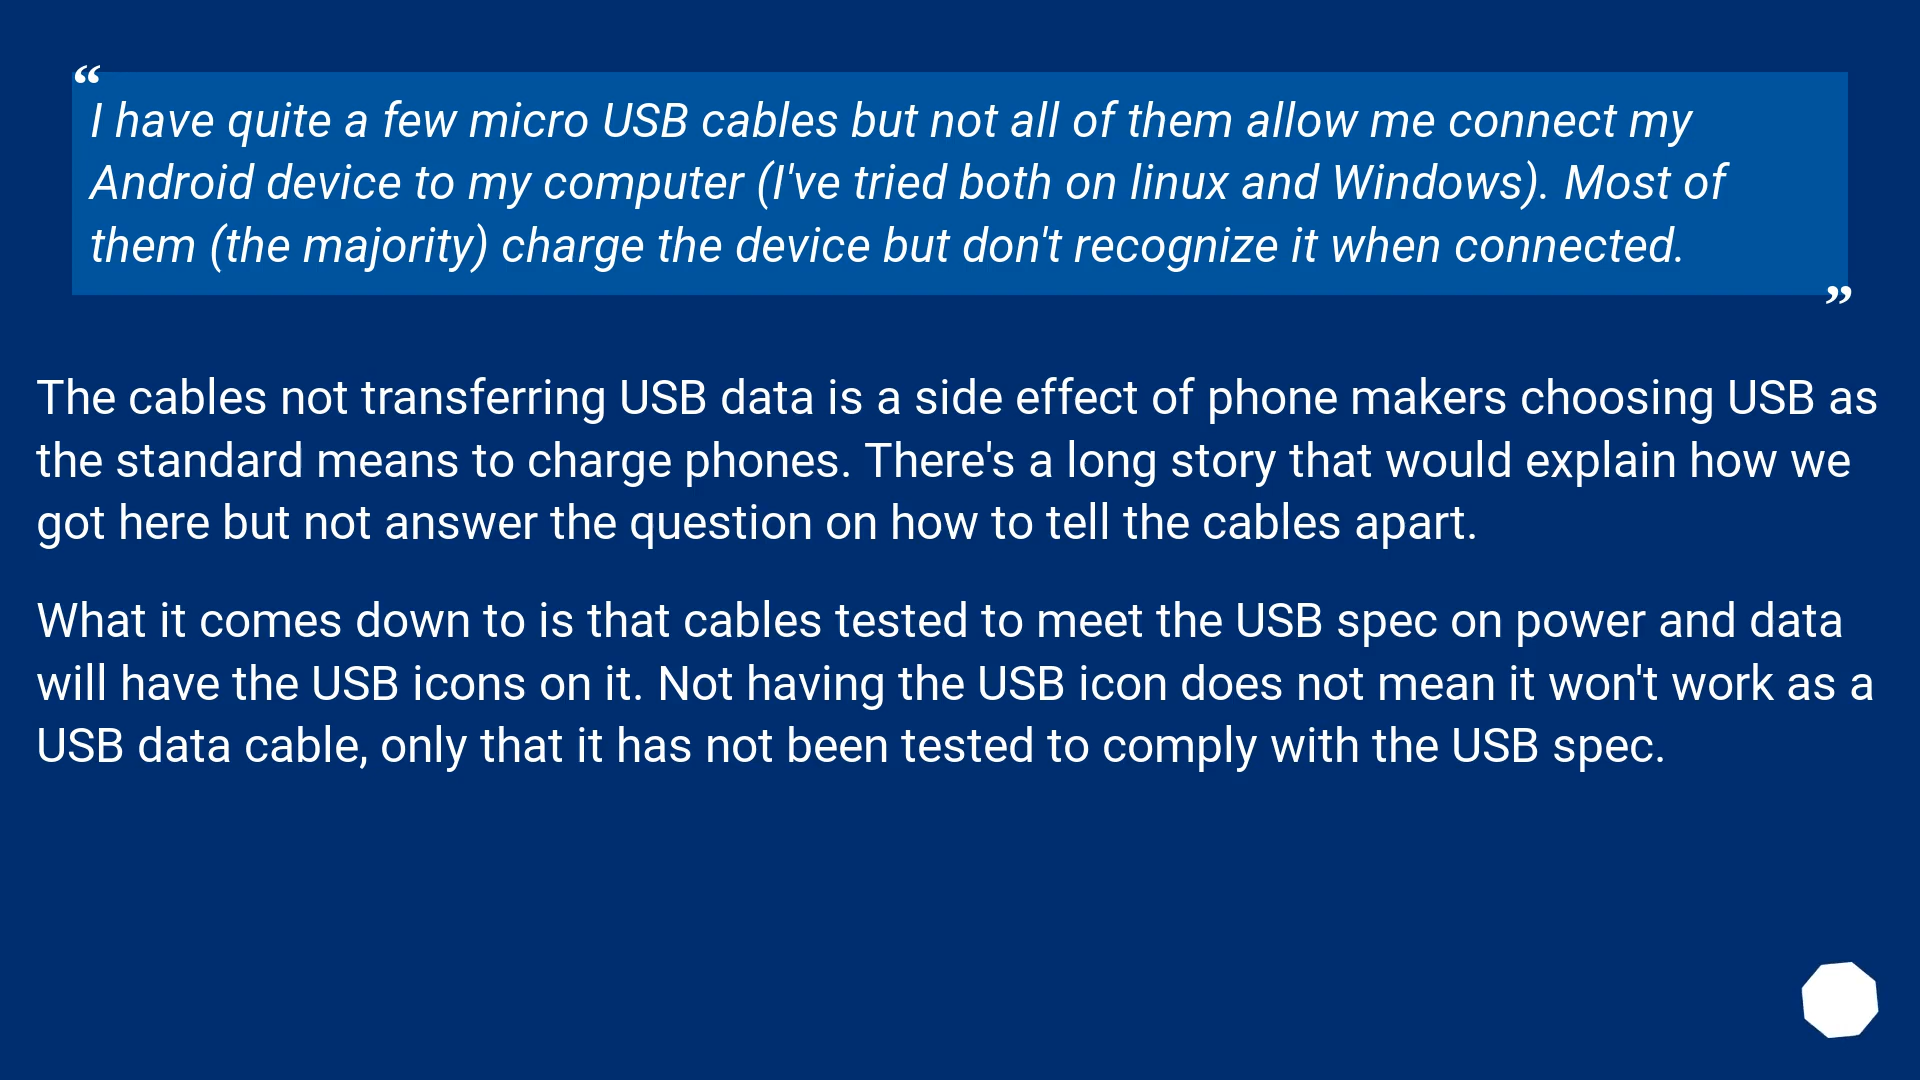 “
I have quite a few micro USB cables but not all of them allow me connect my
Android device to my computer (I've tried both on linux and Windows). Most of
them (the majority) charge the device but don't recognize it when connected.
”
The cables not transferring USB data is a side effect of phone makers choosing USB as
the standard means to charge phones. There's a long story that would explain how we
got here but not answer the question on how to tell the cables apart.
What it comes down to is that cables tested to meet the USB spec on power and data
will have the USB icons on it. Not having the USB icon does not mean it won't work as a
USB data cable, only that it has not been tested to comply with the USB spec.